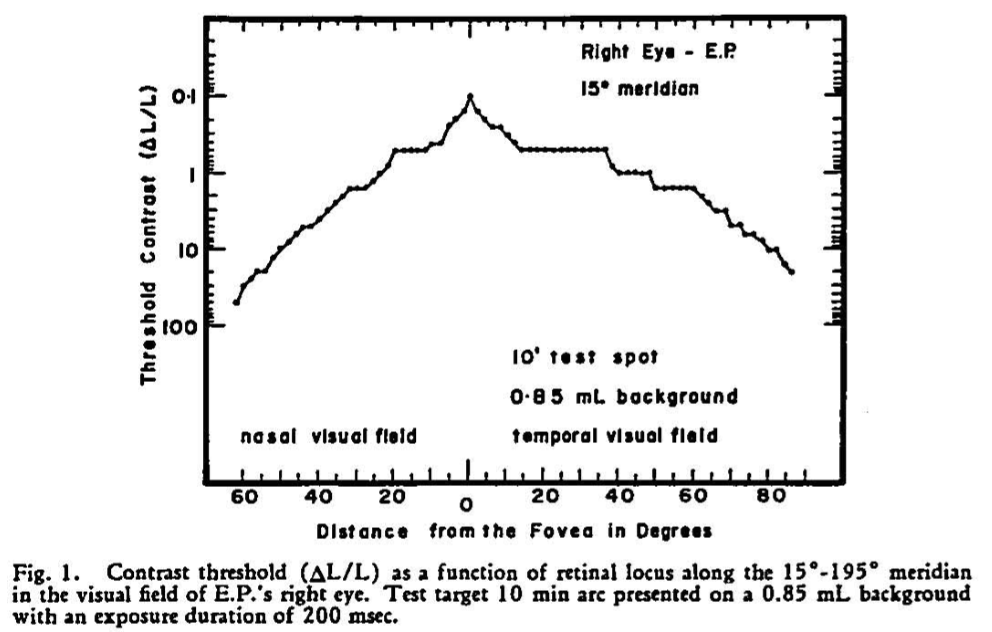 Right Eye - E.P.
15° meridian
Threshold Contrast (ΔL/L)
0·1
1
10
100
10' test spot
0·85 mL background
nasal visual field
temporal visual field
60
40
20
0
20
40
60
80
Distance from the Fovea in Degrees
Fig. 1. Contrast threshold (ΔL/L) as a function of retinal locus along the 15°-195° meridian
in the visual field of E.P.'s right eye. Test target 10 min arc presented on a 0.85 mL background
with an exposure duration of 200 msec.